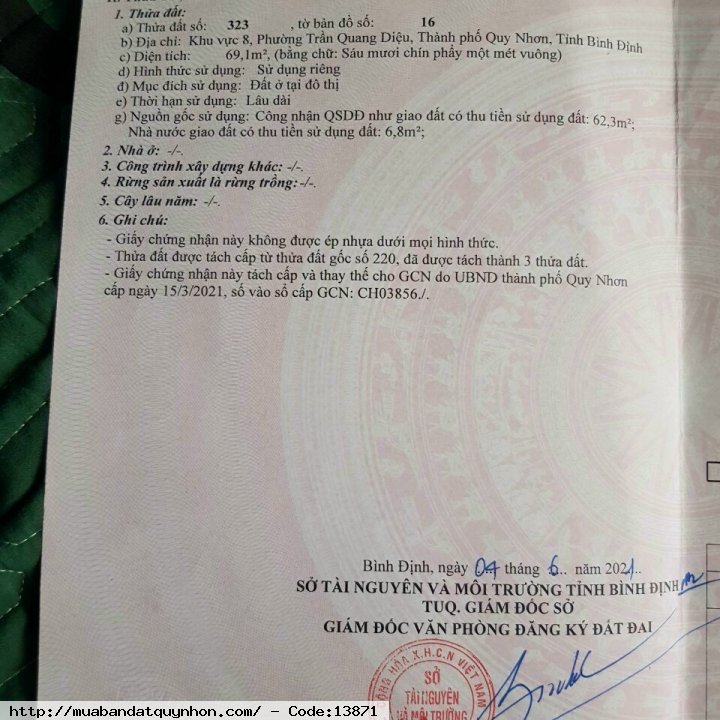 1. Thửa đất:
a) Thửa đất số: 323 , tờ bản đồ số: 16
b) Địa chỉ: Khu vực 8, Phường Trần Quang Diệu, Thành phố Quy Nhơn, Tỉnh Bình Định
c) Diện tích: 69,1m², (bằng chữ: Sáu mươi chín phẩy một mét vuông)
d) Hình thức sử dụng: Sử dụng riêng
đ) Mục đích sử dụng: Đất ở tại đô thị
e) Thời hạn sử dụng: Lâu dài
g) Nguồn gốc sử dụng: Công nhận QSDĐ như giao đất có thu tiền sử dụng đất: 62,3m²;
Nhà nước giao đất có thu tiền sử dụng đất: 6,8m²;
2. Nhà ở: -/-.
3. Công trình xây dựng khác: -/-.
4. Rừng sản xuất là rừng trồng:-/-.
5. Cây lâu năm: -/-.
6. Ghi chú:
- Giấy chứng nhận này không được ép nhựa dưới mọi hình thức.
- Thửa đất được tách cấp từ thửa đất gốc số 220, đã được tách thành 3 thửa đất.
- Giấy chứng nhận này tách cấp và thay thế cho GCN do UBND thành phố Quy Nhơn
cấp ngày 15/3/2021, số vào sổ cấp GCN: CH03856./.
Bình Định, ngày 04 tháng 6.. năm 2021..
SỞ TÀI NGUYÊN VÀ MÔI TRƯỜNG TỈNH BÌNH ĐỊNH
TUQ. GIÁM ĐỐC SỞ
GIÁM ĐỐC VĂN PHÒNG ĐĂNG KÝ ĐẤT ĐAI
HÒA X.H.C.N VIỆT NAM
SỞ
TÀI NGUYÊN
VÀ MÔI TRƯỜNG
http://muabandatquynhon.com/ - Code:13871